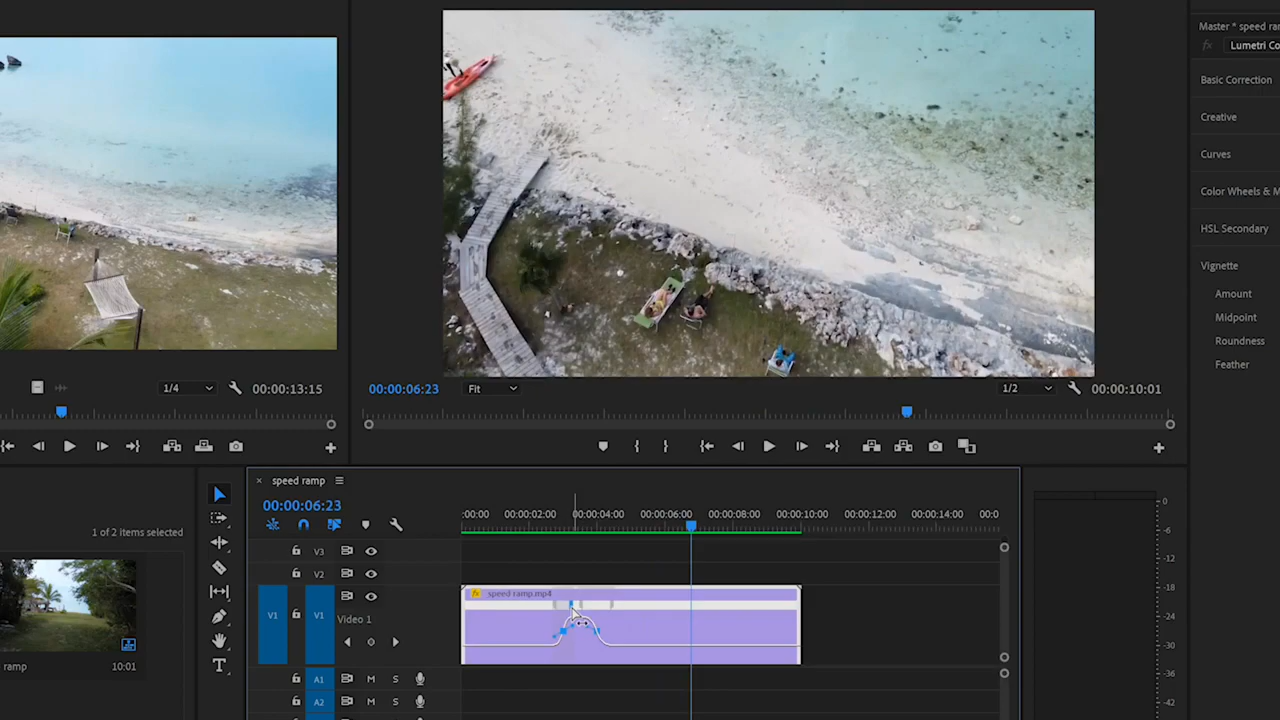 Master * speed ra
fx Lumetri Co
Basic Correction
Creative
Curves
Color Wheels & M
HSL Secondary
Vignette
Amount
Midpoint
Roundness
Feather
1/4
00:00:13:15
00:00:06:23
Fit
1/2
00:00:10:01
× speed ramp
00:00:06:23
:00:00
00:00:02:00
00:00:04:00
00:00:06:00
00:00:08:00
00:00:10:00
00:00:12:00
00:00:14:00
00:0
1 of 2 items selected
ramp
10:01
V3
V2
V1
V1
Video 1
fx speed ramp.mp4
A1
M
S
A2
M
S
T
0
-6
-12
-18
-24
-30
-36
-42